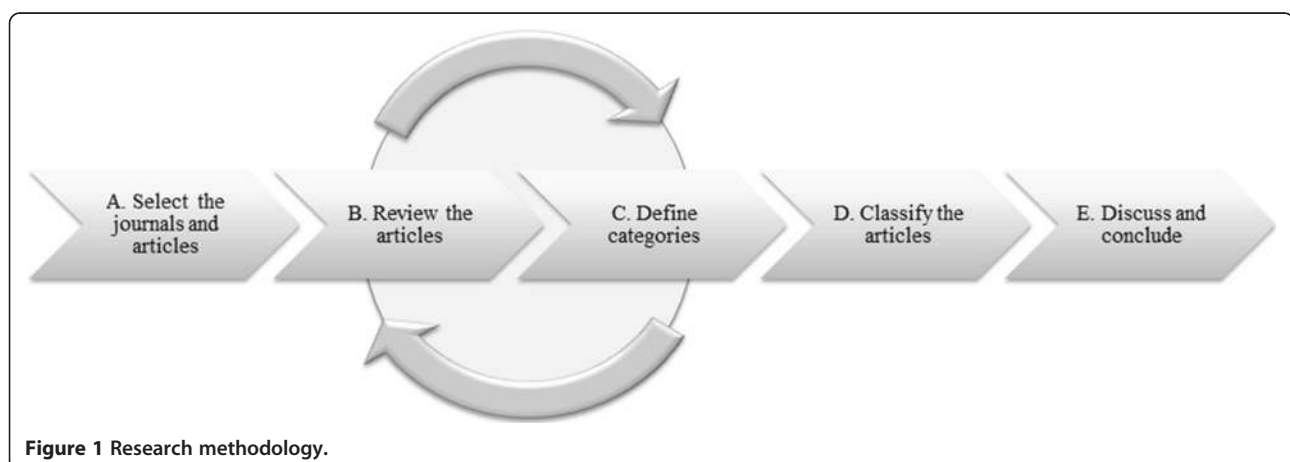 A. Select the
journals and
articles
B. Review the
articles
C. Define
categories
D. Classify the
articles
E. Discuss and
conclude
Figure 1 Research methodology.